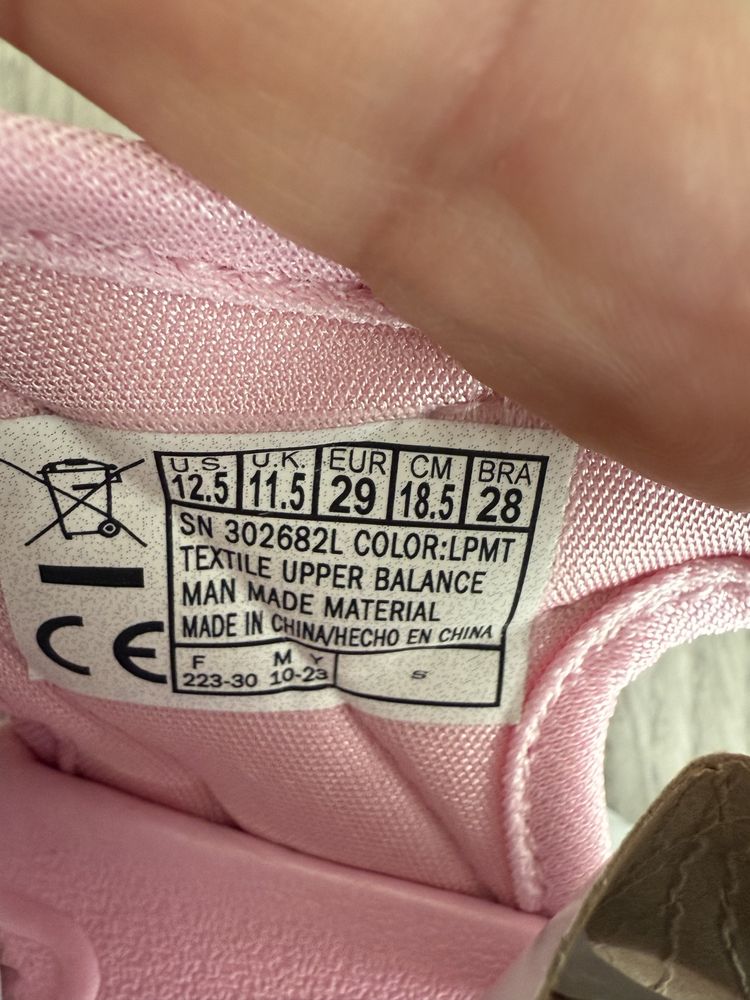 U.S. U.K. EUR CM BRA
12.5 11.5 29 18.5 28
SN 302682L COLOR:LPMT
TEXTILE UPPER BALANCE
MAN MADE MATERIAL
MADE IN CHINA/HECHO EN CHINA
F M Y
223-30 10-23 S
CE